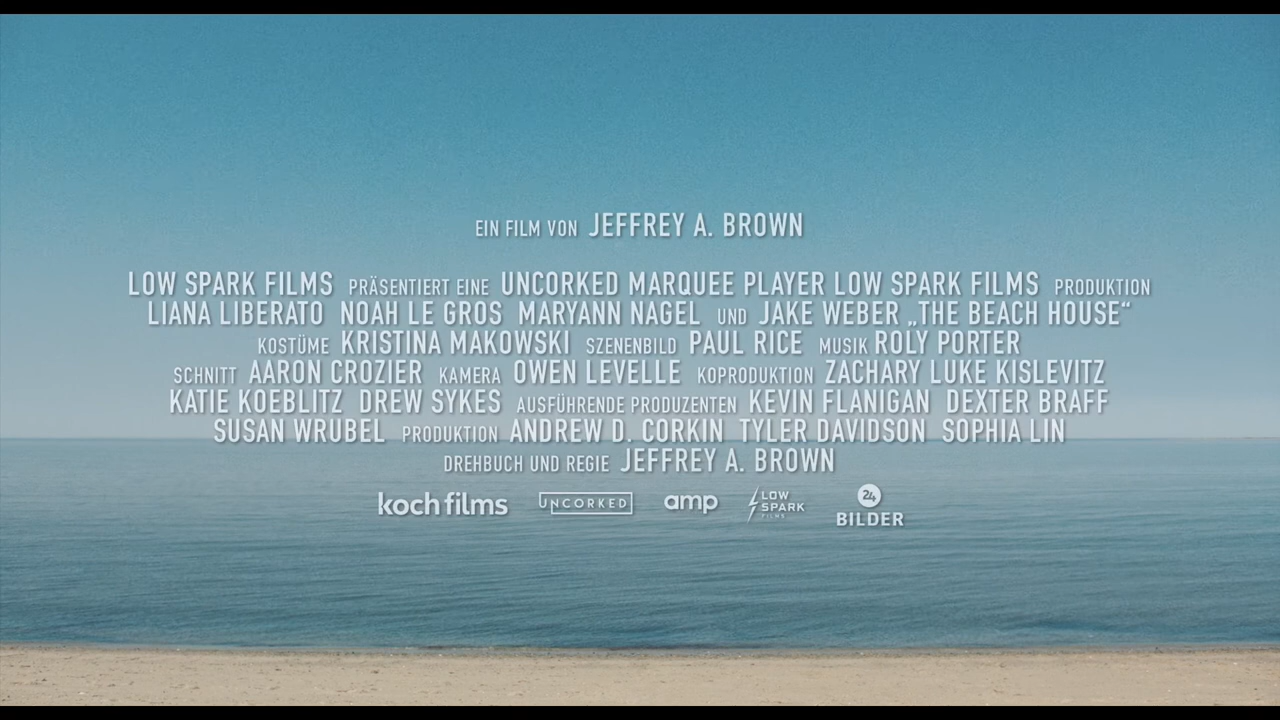 EIN FILM VON JEFFREY A. BROWN
LOW SPARK FILMS PRÄSENTIERT EINE UNCORKED MARQUEE PLAYER LOW SPARK FILMS PRODUKTION
LIANA LIBERATO NOAH LE GROS MARYANN NAGEL UND JAKE WEBER „THE BEACH HOUSE“
KOSTÜME KRISTINA MAKOWSKI SZENENBILD PAUL RICE MUSIK ROLY PORTER
SCHNITT AARON CROZIER KAMERA OWEN LEVELLE KOPRODUKTION ZACHARY LUKE KISLEVITZ
KATIE KOEBLITZ DREW SYKES AUSFÜHRENDE PRODUZENTEN KEVIN FLANIGAN DEXTER BRAFF
SUSAN WRUBEL PRODUKTION ANDREW D. CORKIN TYLER DAVIDSON SOPHIA LIN
DREHBUCH UND REGIE JEFFREY A. BROWN
koch films UNCORKED amp LOW SPARK FILMS 24 BILDER